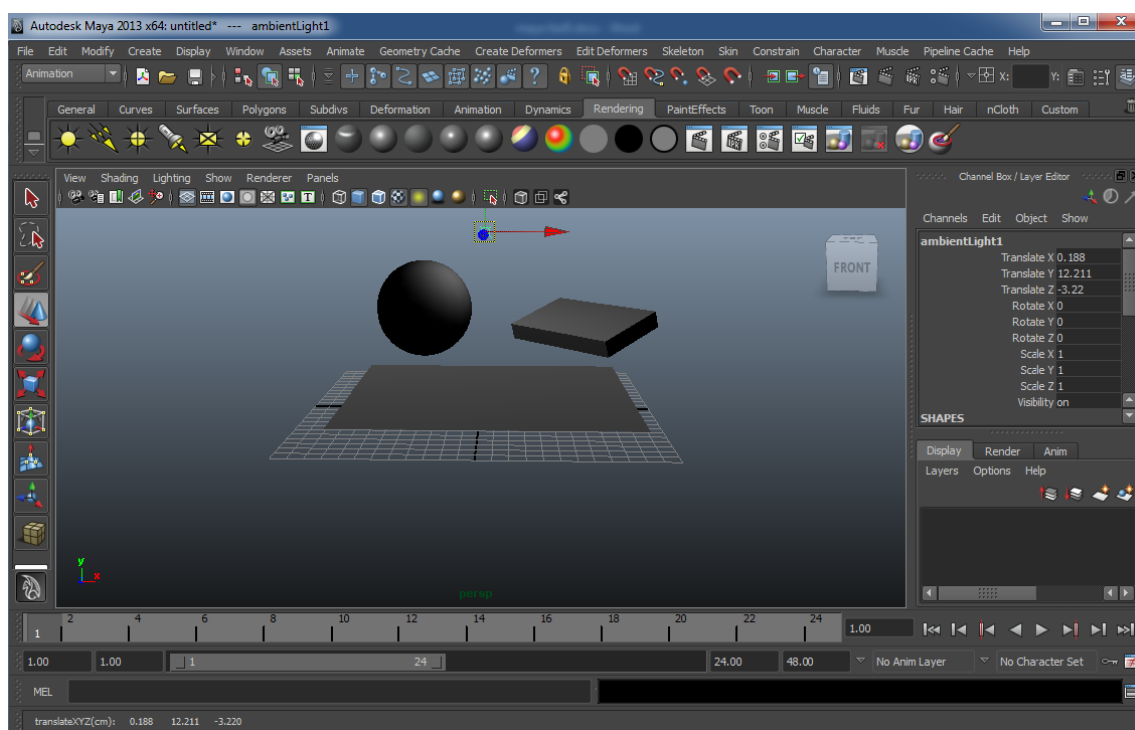 Autodesk Maya 2013 x64: untitled* --- ambientLight1
File Edit Modify Create Display Window Assets Animate Geometry Cache Create Deformers Edit Deformers Skeleton Skin Constrain Character Muscle Pipeline Cache Help
Animation X: Y:
General Curves Surfaces Polygons Subdivs Deformation Animation Dynamics Rendering PaintEffects Toon Muscle Fluids Fur Hair nCloth Custom
View Shading Lighting Show Renderer Panels
Channel Box / Layer Editor
Channels Edit Object Show
ambientLight1
Translate X 0.188
Translate Y 12.211
Translate Z -3.22
Rotate X 0
Rotate Y 0
Rotate Z 0
Scale X 1
Scale Y 1
Scale Z 1
Visibility on
SHAPES
FRONT
Display Render Anim
Layers Options Help
y
x
persp
2 4 6 8 10 12 14 16 18 20 22 24
1 1.00
1.00 1.00 1 24 24.00 48.00 No Anim Layer No Character Set
MEL
translateXYZ(cm): 0.188 12.211 -3.220